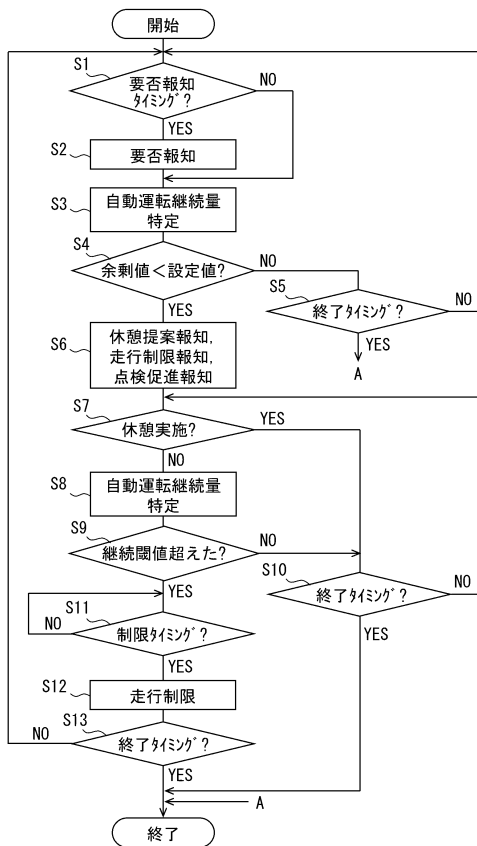 開始
S1
要否報知
ﾀｲﾐﾝｸﾞ?
NO
YES
S2
要否報知
S3
自動運転継続量
特定
S4
余剰値<設定値?
NO
YES
S5
終了ﾀｲﾐﾝｸﾞ?
NO
YES
A
S6
休憩提案報知,
走行制限報知,
点検促進報知
S7
休憩実施?
YES
NO
S8
自動運転継続量
特定
S9
継続閾値超えた?
NO
YES
S10
終了ﾀｲﾐﾝｸﾞ?
NO
YES
S11
制限ﾀｲﾐﾝｸﾞ?
NO
YES
S12
走行制限
S13
終了ﾀｲﾐﾝｸﾞ?
NO
YES
A
終了